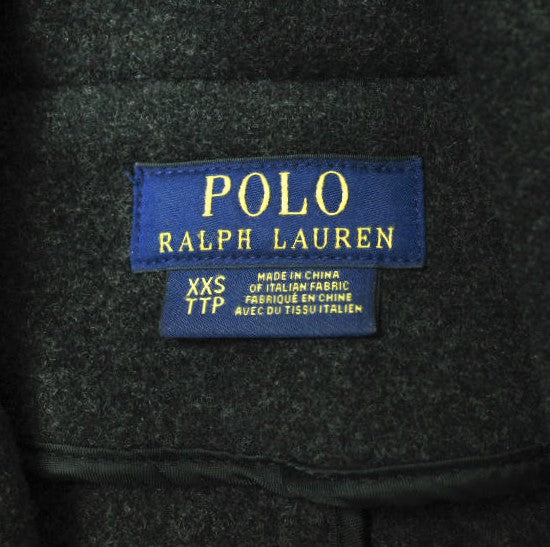 POLO
RALPH LAUREN
XXS
TTP
MADE IN CHINA
OF ITALIAN FABRIC
FABRIQUÉ EN CHINE
AVEC DU TISSU ITALIEN